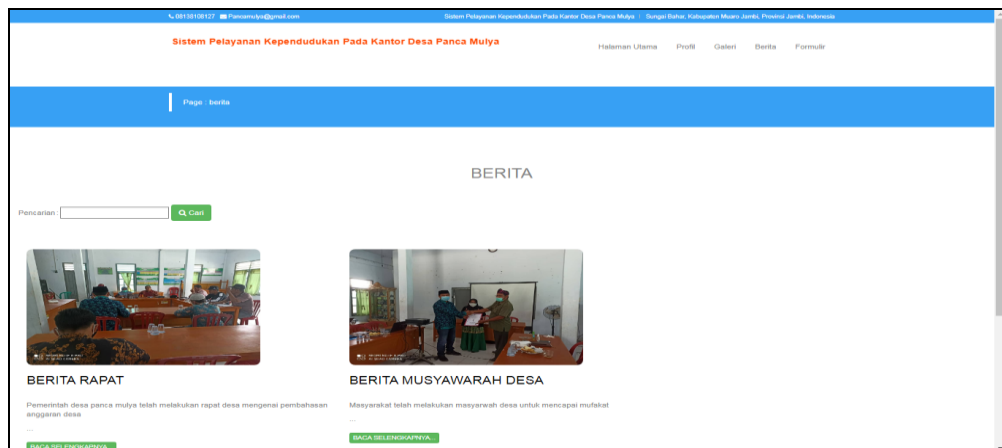 08138108127 Pancamulya@gmail.com Sistem Pelayanan Kependudukan Pada Kantor Desa Panca Mulya | Sungai Bahar, Kabupaten Muaro Jambi, Provinsi Jambi, Indonesia
Sistem Pelayanan Kependudukan Pada Kantor Desa Panca Mulya
Halaman Utama Profil Galeri Berita Formulir
Page : berita
BERITA
Pencarian : Cari
BERITA RAPAT
Pemerintah desa panca mulya telah melakukan rapat desa mengenai pembahasan
anggaran desa
...
BACA SELENGKAPNYA...
BERITA MUSYAWARAH DESA
Masyarakat telah melakukan masyarwah desa untuk mencapai mufakat
...
BACA SELENGKAPNYA...